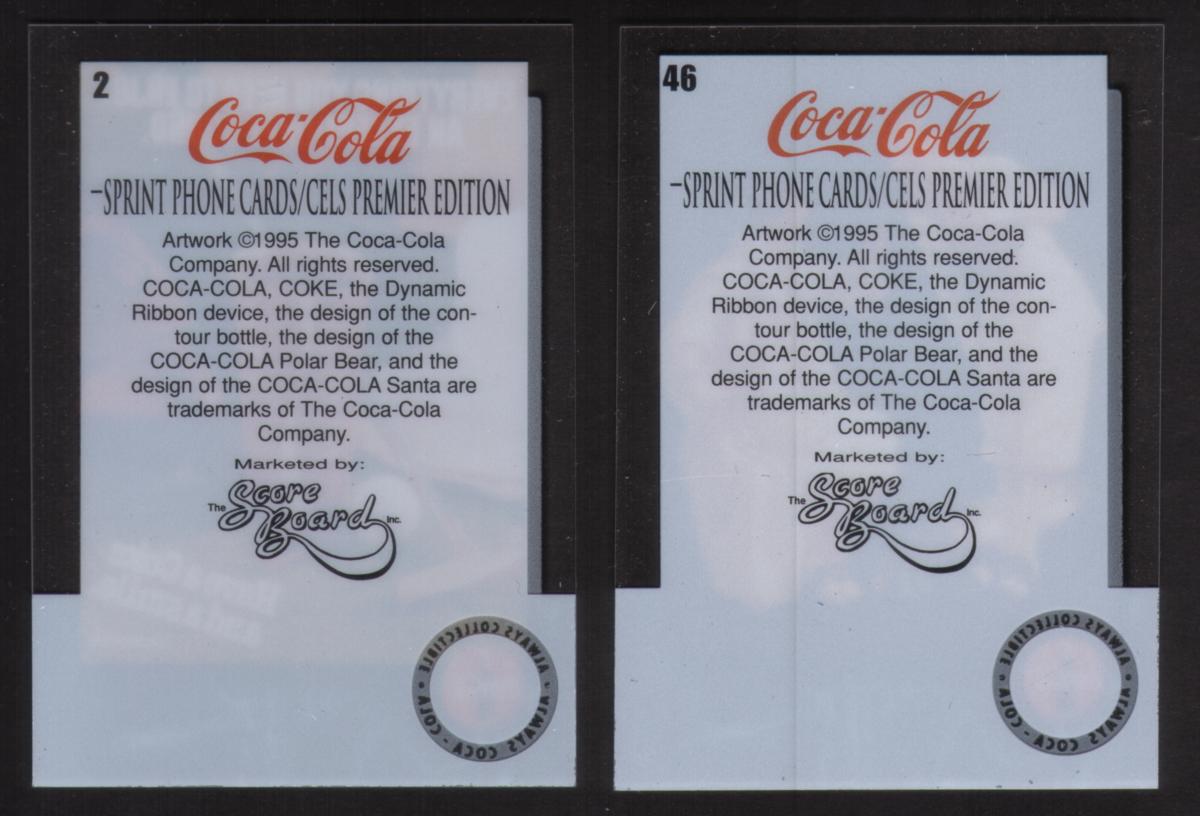 2
Coca-Cola
-SPRINT PHONE CARDS/CELS PREMIER EDITION
Artwork ©1995 The Coca-Cola
Company. All rights reserved.
COCA-COLA, COKE, the Dynamic
Ribbon device, the design of the con-
tour bottle, the design of the
COCA-COLA Polar Bear, and the
design of the COCA-COLA Santa are
trademarks of The Coca-Cola
Company.
Marketed by:
The Score Board Inc.
ALWAYS COLLECTIBLE • ALWAYS COCA-COLA •
46
Coca-Cola
-SPRINT PHONE CARDS/CELS PREMIER EDITION
Artwork ©1995 The Coca-Cola
Company. All rights reserved.
COCA-COLA, COKE, the Dynamic
Ribbon device, the design of the con-
tour bottle, the design of the
COCA-COLA Polar Bear, and the
design of the COCA-COLA Santa are
trademarks of The Coca-Cola
Company.
Marketed by:
The Score Board Inc.
ALWAYS COLLECTIBLE • ALWAYS COCA-COLA •